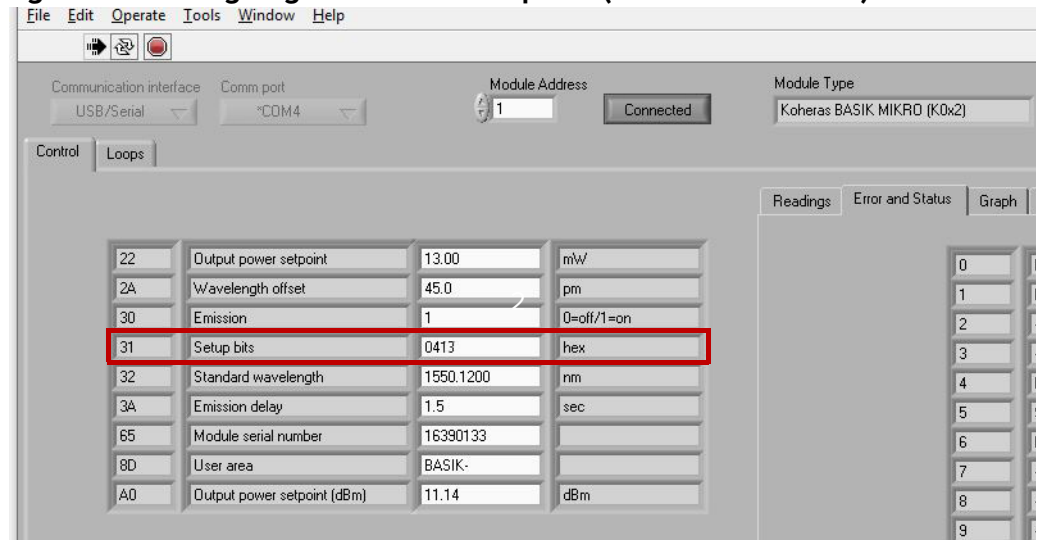 File Edit Operate Tools Window Help
Communication interface Comm port Module Address Module Type
USB/Serial "COM4 1 Connected Koheras BASIK MIKRO (K0x2)
Control Loops
Readings Error and Status Graph
22 Output power setpoint 13.00 mW
2A Wavelength offset 45.0 pm
30 Emission 1 0=off/1=on
31 Setup bits 0413 hex
32 Standard wavelength 1550.1200 nm
3A Emission delay 1.5 sec
65 Module serial number 16390133
8D User area BASIK-
A0 Output power setpoint (dBm) 11.14 dBm
0
1
2
3
4
5
6
7
8
9